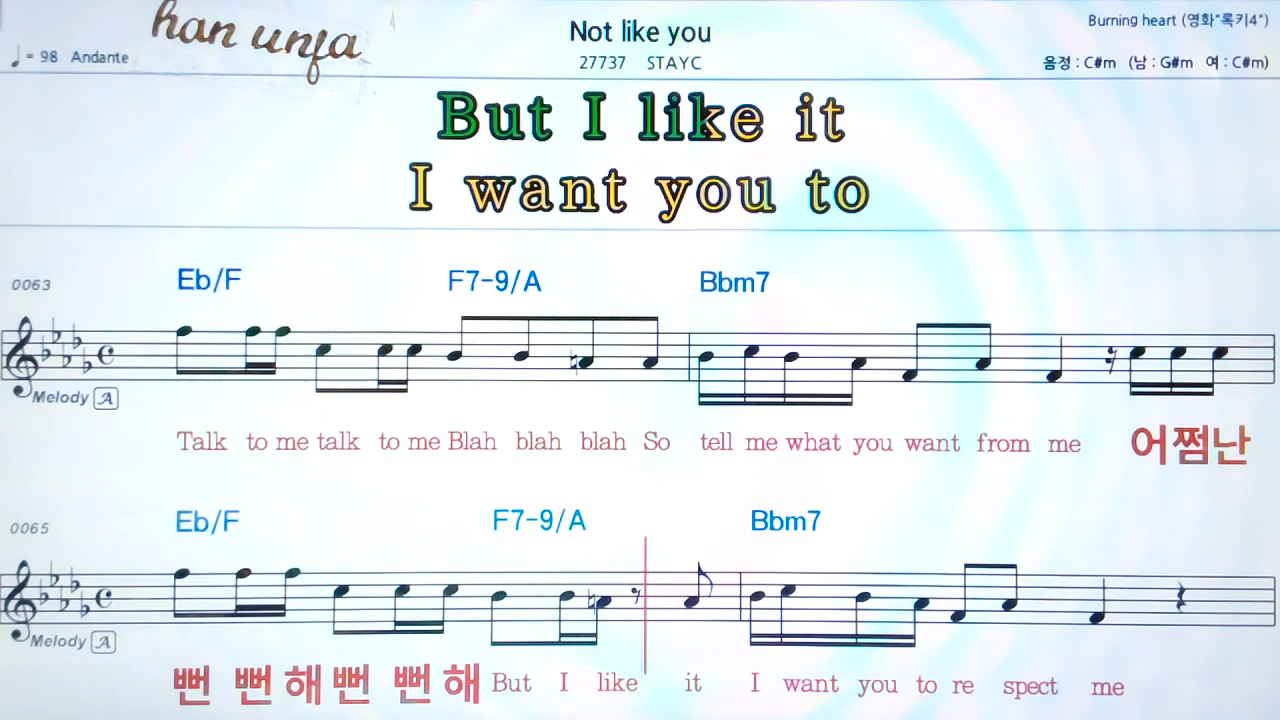 han unja
Not like you
Burning heart (영화"록키4")
♩= 98 Andante
27737 STAYC
음정 : C#m (남 : G#m 여 : C#m)
But I like it
I want you to
0063
Eb/F F7-9/A Bbm7
Melody A
Talk to me talk to me Blah blah blah So tell me what you want from me 어쩜난
0065
Eb/F F7-9/A Bbm7
Melody A
뻔 뻔해뻔 뻔해 But I like it I want you to re spect me